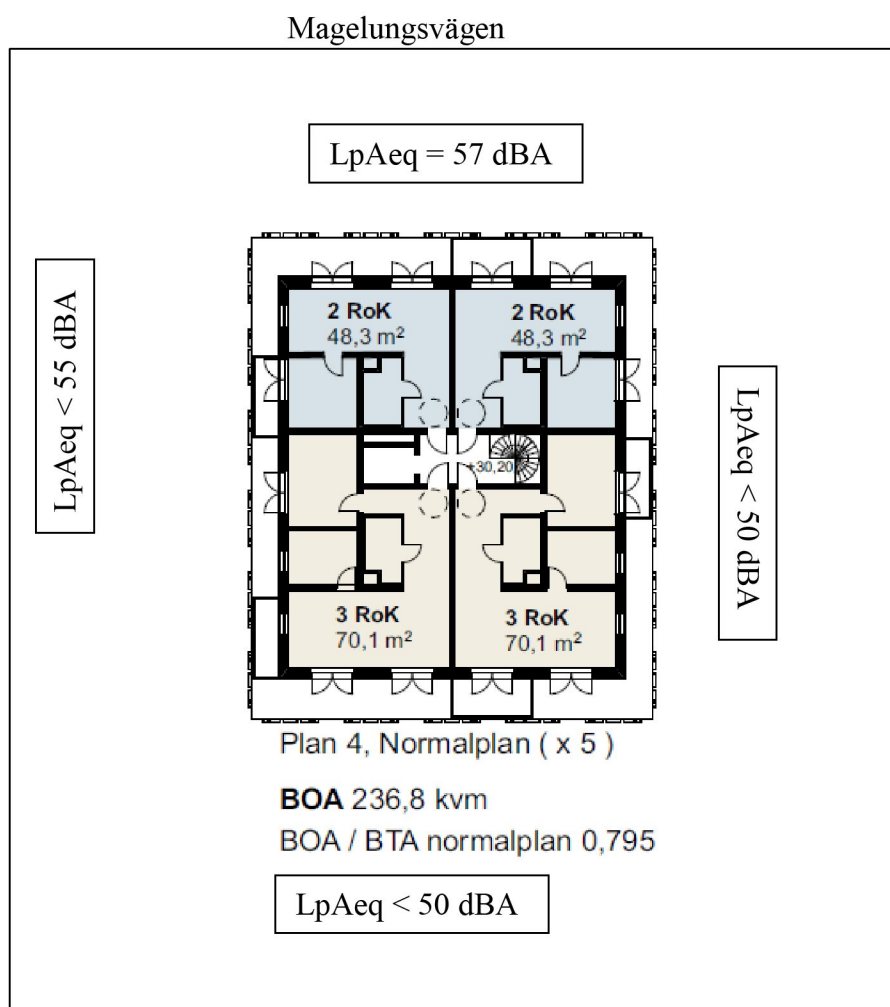 Magelungsvägen
LpAeq = 57 dBA
LpAeq < 55 dBA
2 RoK
48,3 m²
2 RoK
48,3 m²
LpAeq < 50 dBA
+30,20
3 RoK
70,1 m²
3 RoK
70,1 m²
Plan 4, Normalplan ( x 5 )
BOA 236,8 kvm
BOA / BTA normalplan 0,795
LpAeq < 50 dBA